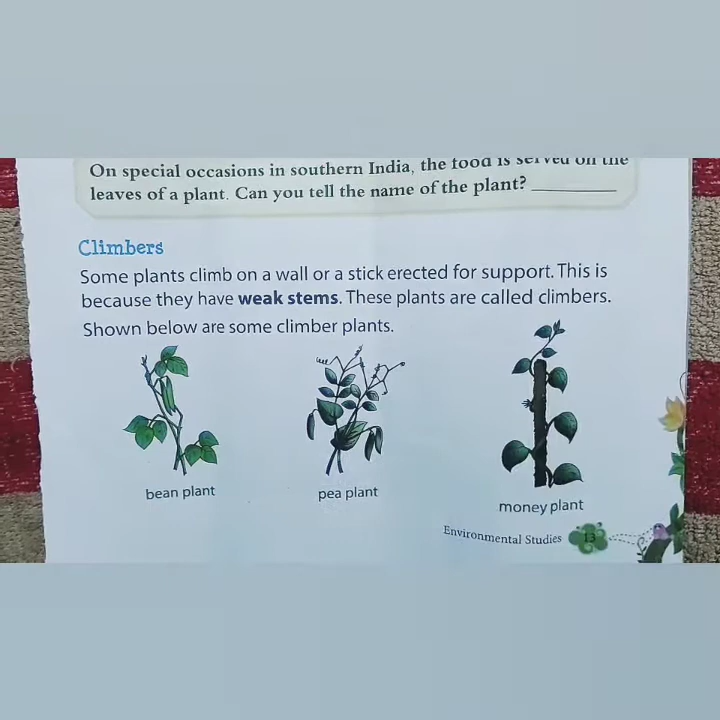 On special occasions in southern India, the food is served on the
leaves of a plant. Can you tell the name of the plant? ________
Climbers
Some plants climb on a wall or a stick erected for support. This is
because they have weak stems. These plants are called climbers.
Shown below are some climber plants.
bean plant
pea plant
money plant
Environmental Studies 13